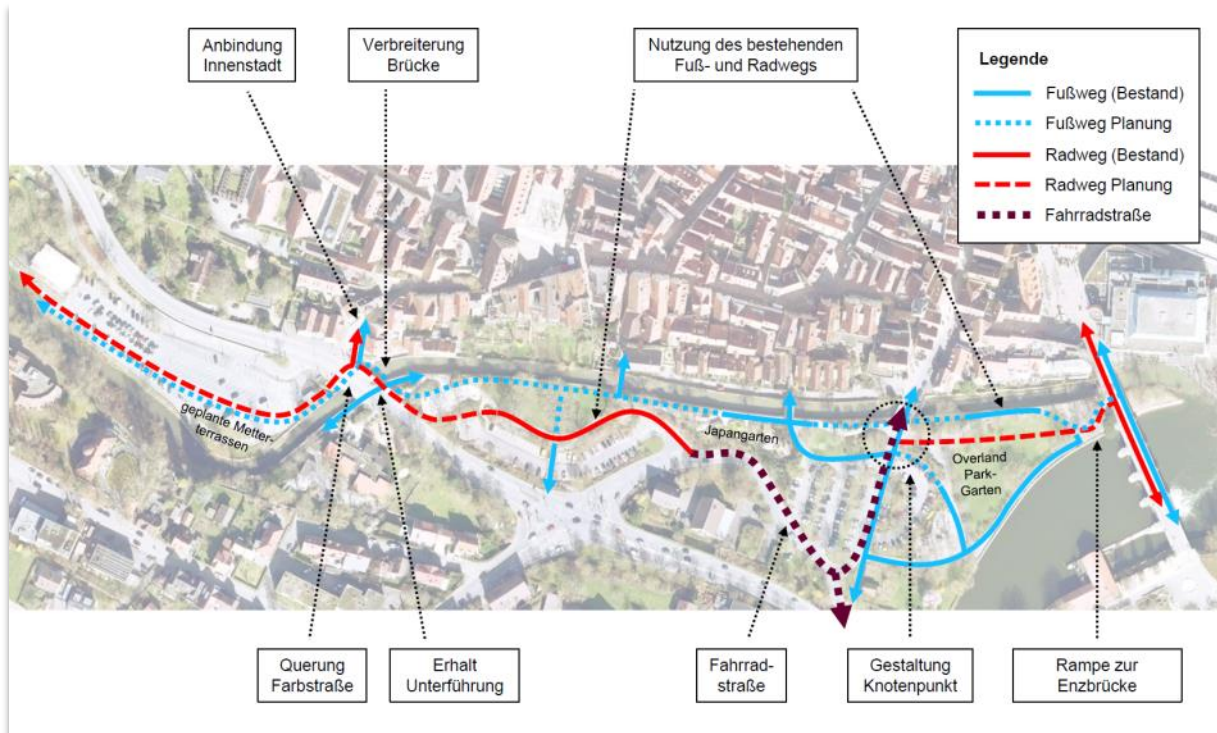 Anbindung
Innenstadt
Verbreiterung
Brücke
Nutzung des bestehenden
Fuß- und Radwegs
Legende
Fußweg (Bestand)
Fußweg Planung
Radweg (Bestand)
Radweg Planung
Fahrradstraße
geplante Metter-
terrassen
Japangarten
Overland
Park-
Garten
Querung
Farbstraße
Erhalt
Unterführung
Fahrrad-
straße
Gestaltung
Knotenpunkt
Rampe zur
Enzbrücke